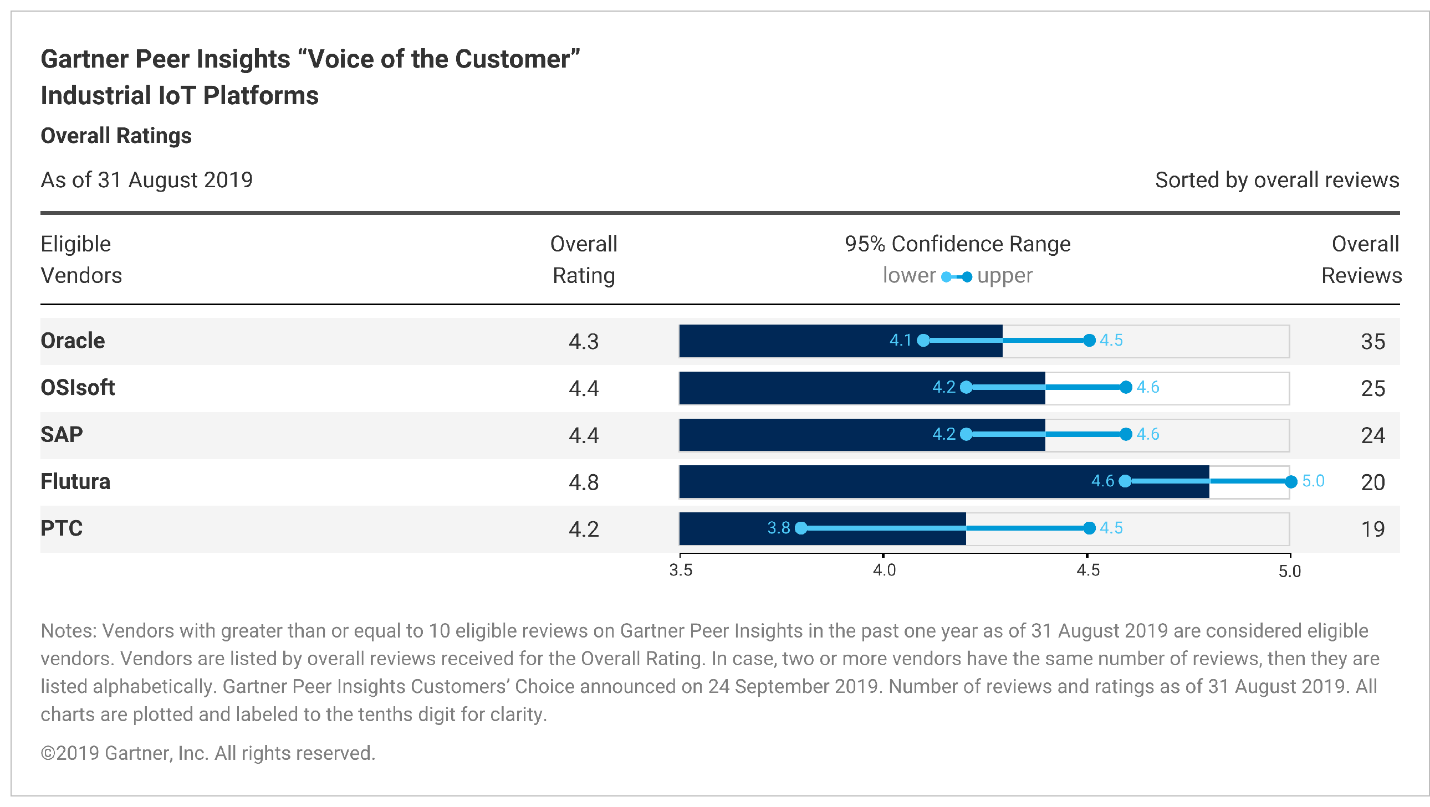 Gartner Peer Insights “Voice of the Customer”
Industrial IoT Platforms
Overall Ratings
As of 31 August 2019
Sorted by overall reviews
Eligible Vendors
Overall Rating
95% Confidence Range
lower upper
Overall Reviews
Oracle 4.3 4.1 4.5 35
OSIsoft 4.4 4.2 4.6 25
SAP 4.4 4.2 4.6 24
Flutura 4.8 4.6 5.0 20
PTC 4.2 3.8 4.5 19
3.5 4.0 4.5 5.0
Notes: Vendors with greater than or equal to 10 eligible reviews on Gartner Peer Insights in the past one year as of 31 August 2019 are considered eligible
vendors. Vendors are listed by overall reviews received for the Overall Rating. In case, two or more vendors have the same number of reviews, then they are
listed alphabetically. Gartner Peer Insights Customers’ Choice announced on 24 September 2019. Number of reviews and ratings as of 31 August 2019. All
charts are plotted and labeled to the tenths digit for clarity.
©2019 Gartner, Inc. All rights reserved.